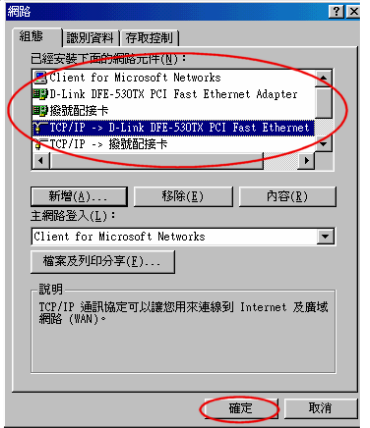 網路
組態 識別資料 存取控制
已經安裝下面的網路元件(N)：
Client for Microsoft Networks
D-Link DFE-530TX PCI Fast Ethernet Adapter
撥號配接卡
TCP/IP -> D-Link DFE-530TX PCI Fast Ethernet
TCP/IP -> 撥號配接卡
新增(A)... 移除(E) 內容(R)
主網路登入(L)：
Client for Microsoft Networks
檔案及列印分享(F)...
說明
TCP/IP 通訊協定可以讓您用來連線到 Internet 及廣域
網路 (WAN)。
確定 取消